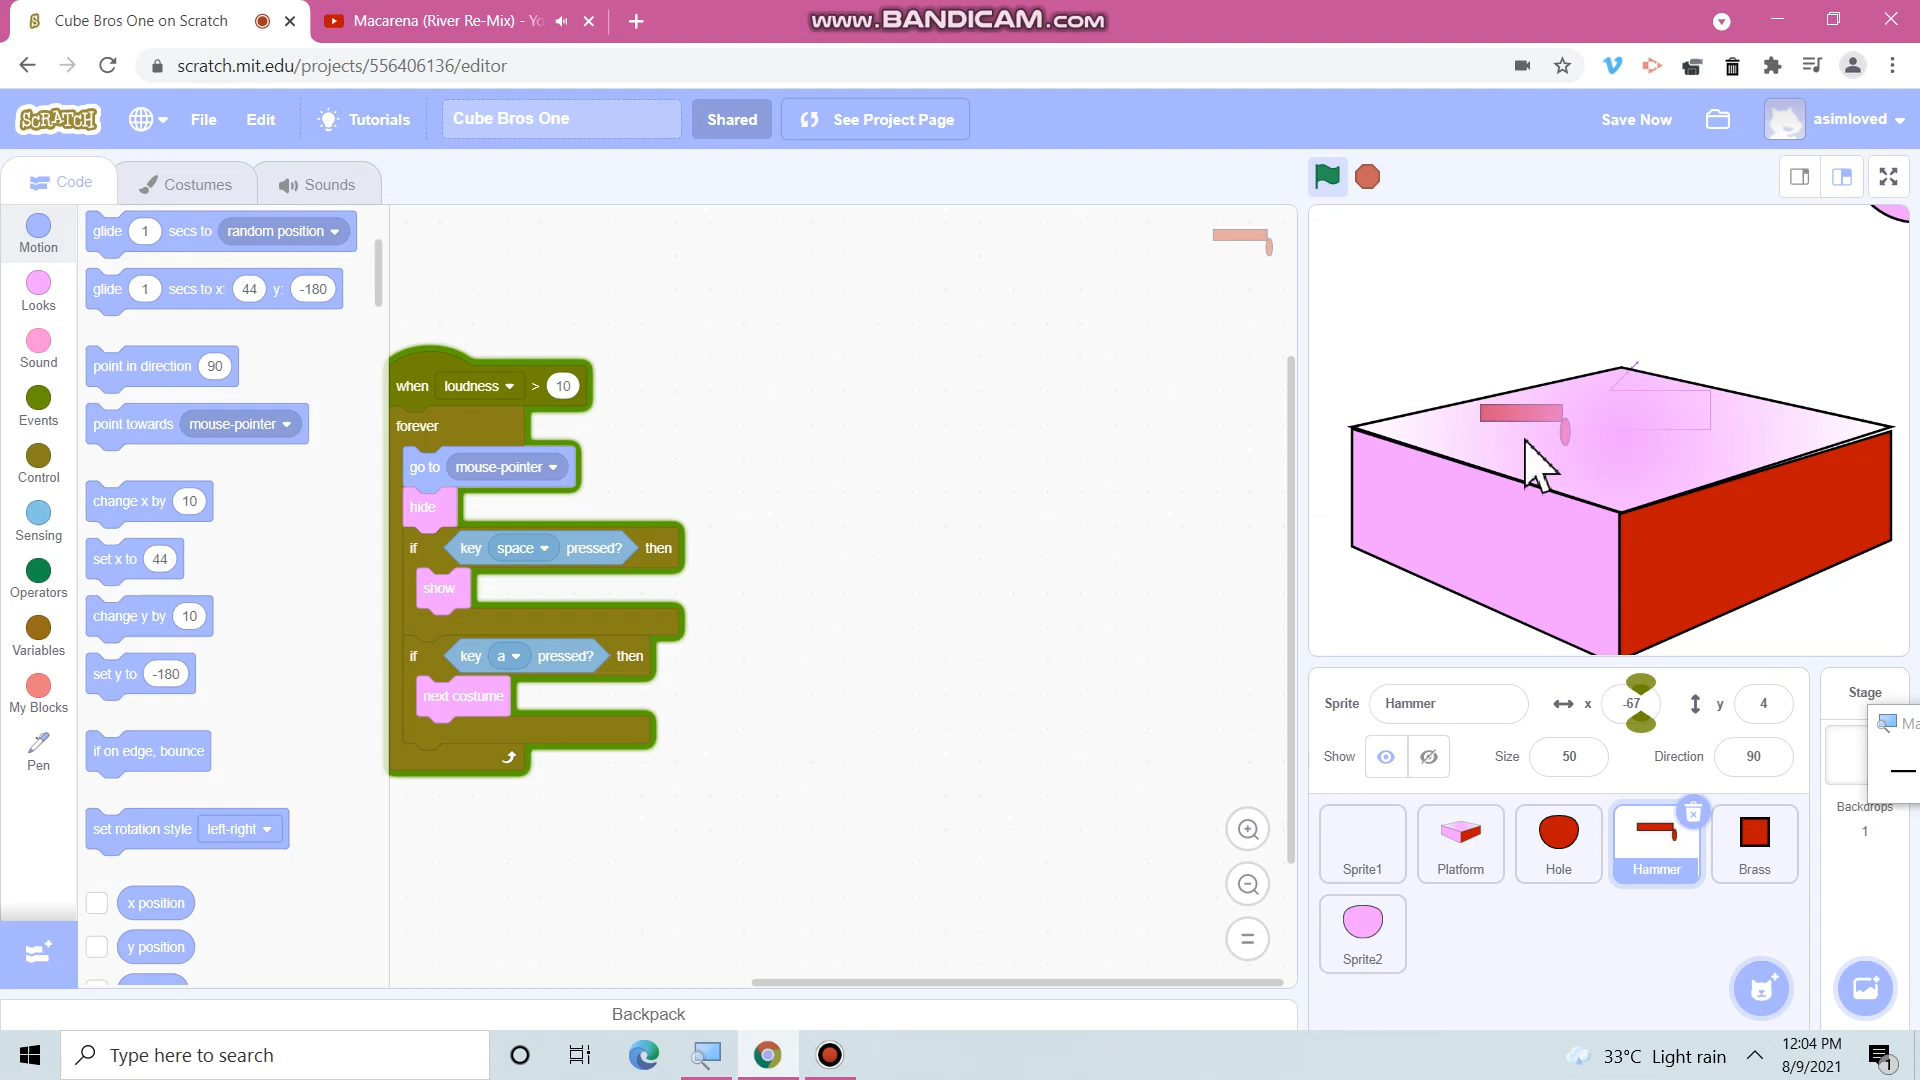 Cube Bros One on Scratch
Macarena (River Re-Mix) - Yo
www.BANDICAM.com
scratch.mit.edu/projects/556406136/editor
SCRATCH
File
Edit
Tutorials
Cube Bros One
Shared
See Project Page
Save Now
asimloved
Code
Costumes
Sounds
Motion
Looks
Sound
Events
Control
Sensing
Operators
Variables
My Blocks
Pen
glide 1 secs to random position
glide 1 secs to x: 44 y: -180
point in direction 90
point towards mouse-pointer
change x by 10
set x to 44
change y by 10
set y to -180
if on edge, bounce
set rotation style left-right
x position
y position
when loudness > 10
forever
go to mouse-pointer
hide
if key space pressed? then
show
if key a pressed? then
next costume
Backpack
Sprite Hammer x -67 y 4
Show Size 50 Direction 90
Sprite1
Platform
Hole
Hammer
Brass
Sprite2
Stage
Ma
Backdrops
1
Type here to search
33°C Light rain
12:04 PM
8/9/2021
1